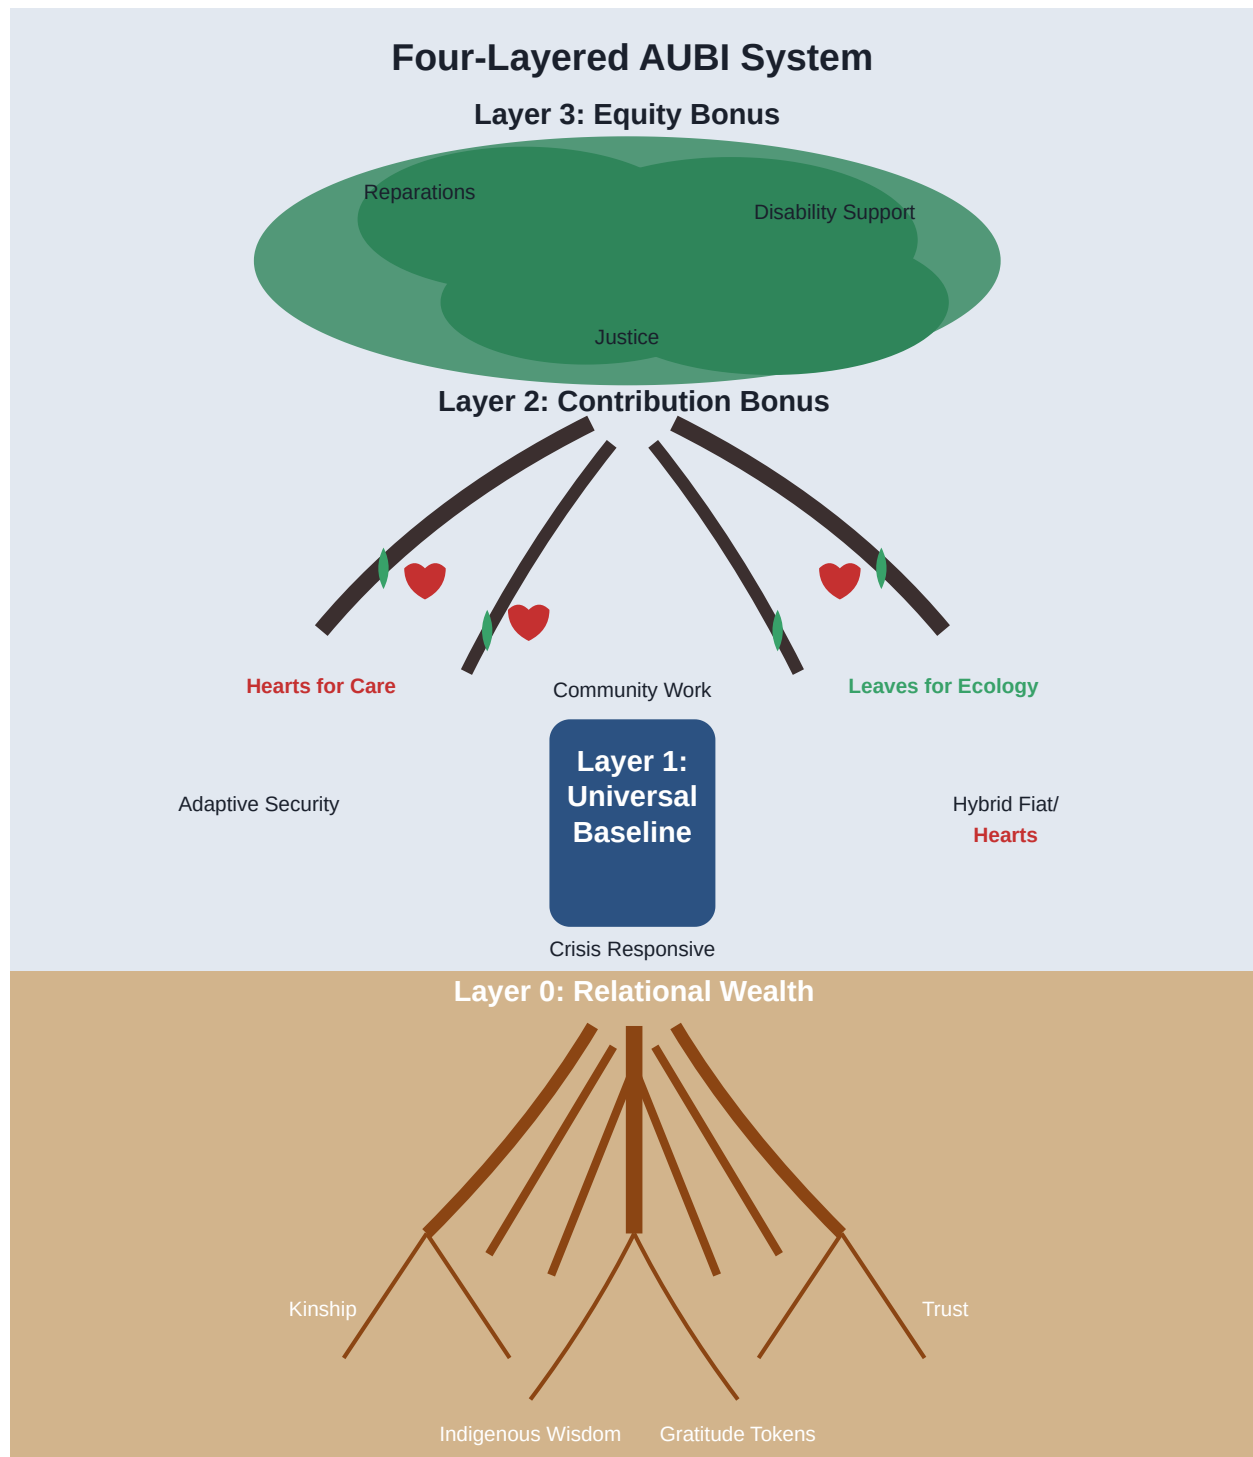 Four-Layered AUBI System
Layer 3: Equity Bonus
Reparations
Disability Support
Justice
Layer 2: Contribution Bonus
Hearts for Care
Community Work
Leaves for Ecology
Layer 1:
Universal
Baseline
Adaptive Security
Hybrid Fiat/
Hearts
Crisis Responsive
Layer 0: Relational Wealth
Kinship
Trust
Indigenous Wisdom
Gratitude Tokens